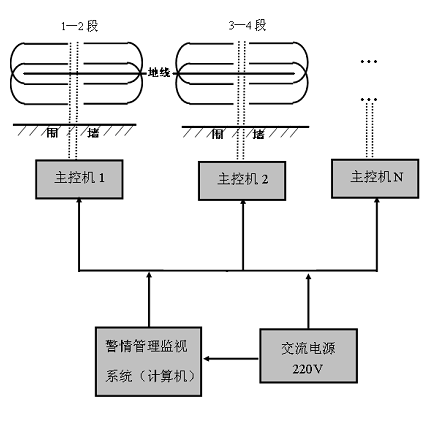 1—2段
3—4段
地线
…
…
围 墙
围 墙
主控机1
主控机2
主控机N
警情管理监视
系统（计算机）
交流电源
220V